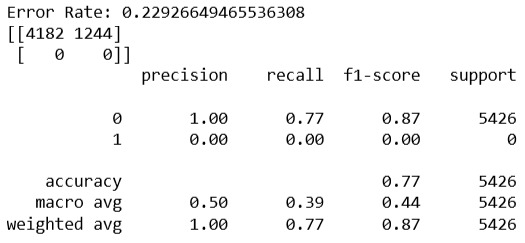 Error Rate: 0.22926649465536308
[[4182 1244]
 [   0    0]]
              precision    recall  f1-score   support

           0       1.00      0.77      0.87      5426
           1       0.00      0.00      0.00         0

    accuracy                           0.77      5426
   macro avg       0.50      0.39      0.44      5426
weighted avg       1.00      0.77      0.87      5426